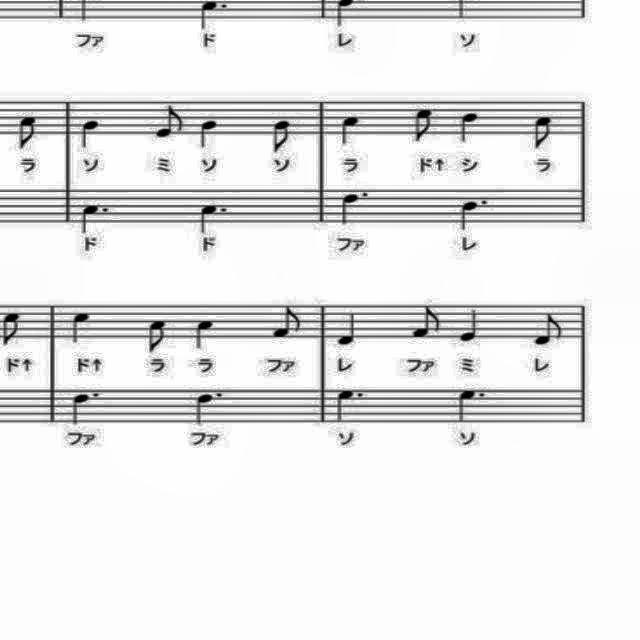 ファ ド レ ソ
ラ ソ ミ ソ ソ ラ ド↑ シ ラ
ド ド ファ レ
ド↑ ド↑ ラ ラ ファ レ ファ ミ レ
ファ ファ ソ ソ